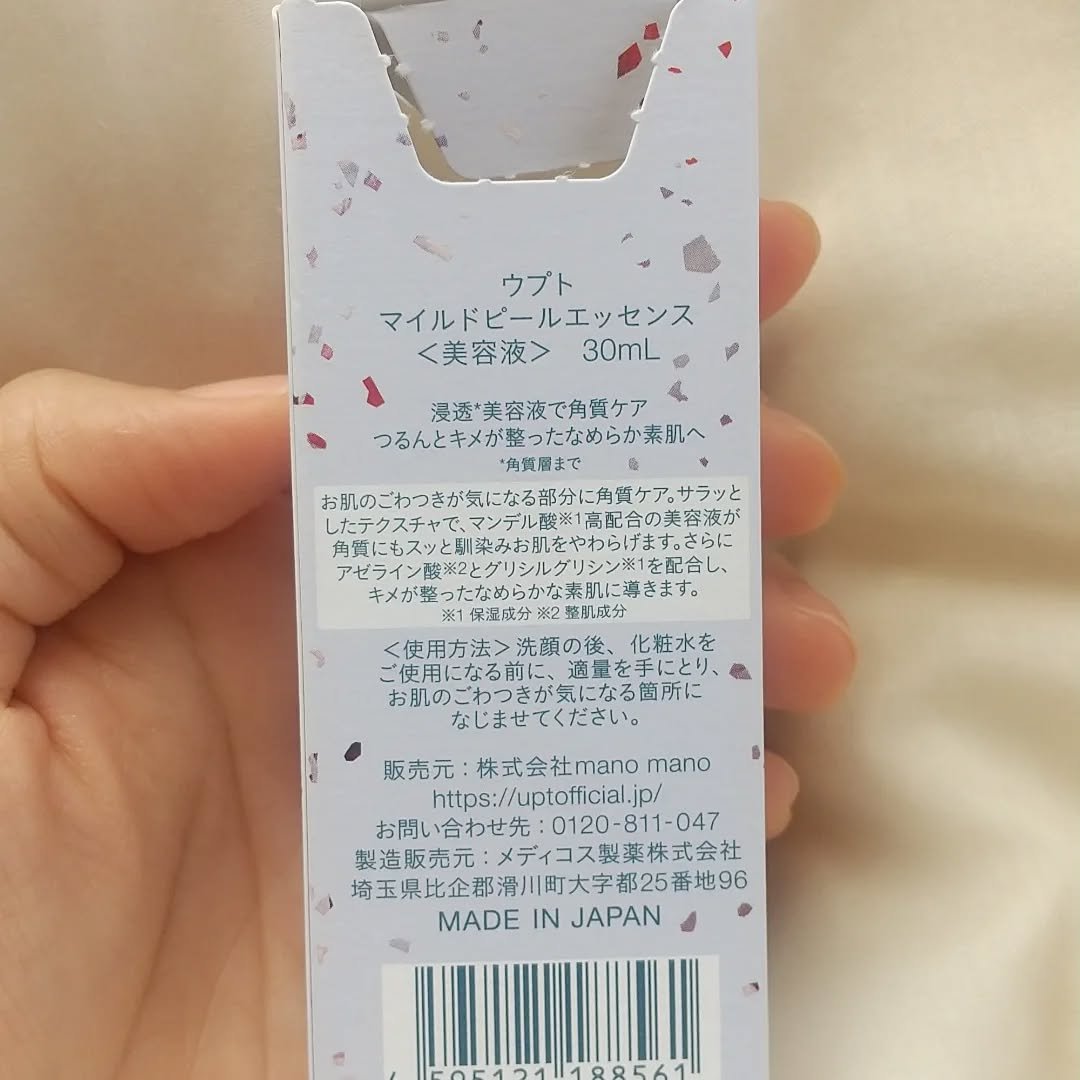 ウプト
マイルドピールエッセンス
＜美容液＞ 30mL
浸透*美容液で角質ケア
つるんとキメが整ったなめらか素肌へ
*角質層まで
お肌のごわつきが気になる部分に角質ケア。サラッと
したテクスチャで、マンデル酸※1高配合の美容液が
角質にもスッと馴染みお肌をやわらげます。さらに
アゼライン酸※2とグリシルグリシン※1を配合し、
キメが整ったなめらかな素肌に導きます。
※1 保湿成分 ※2 整肌成分
＜使用方法＞洗顔の後、化粧水を
ご使用になる前に、適量を手にとり、
お肌のごわつきが気になる箇所に
なじませてください。
販売元：株式会社mano mano
https://uptofficial.jp/
お問い合わせ先：0120-811-047
製造販売元：メディコス製薬株式会社
埼玉県比企郡滑川町大字都25番地96
MADE IN JAPAN
4 595121 188561